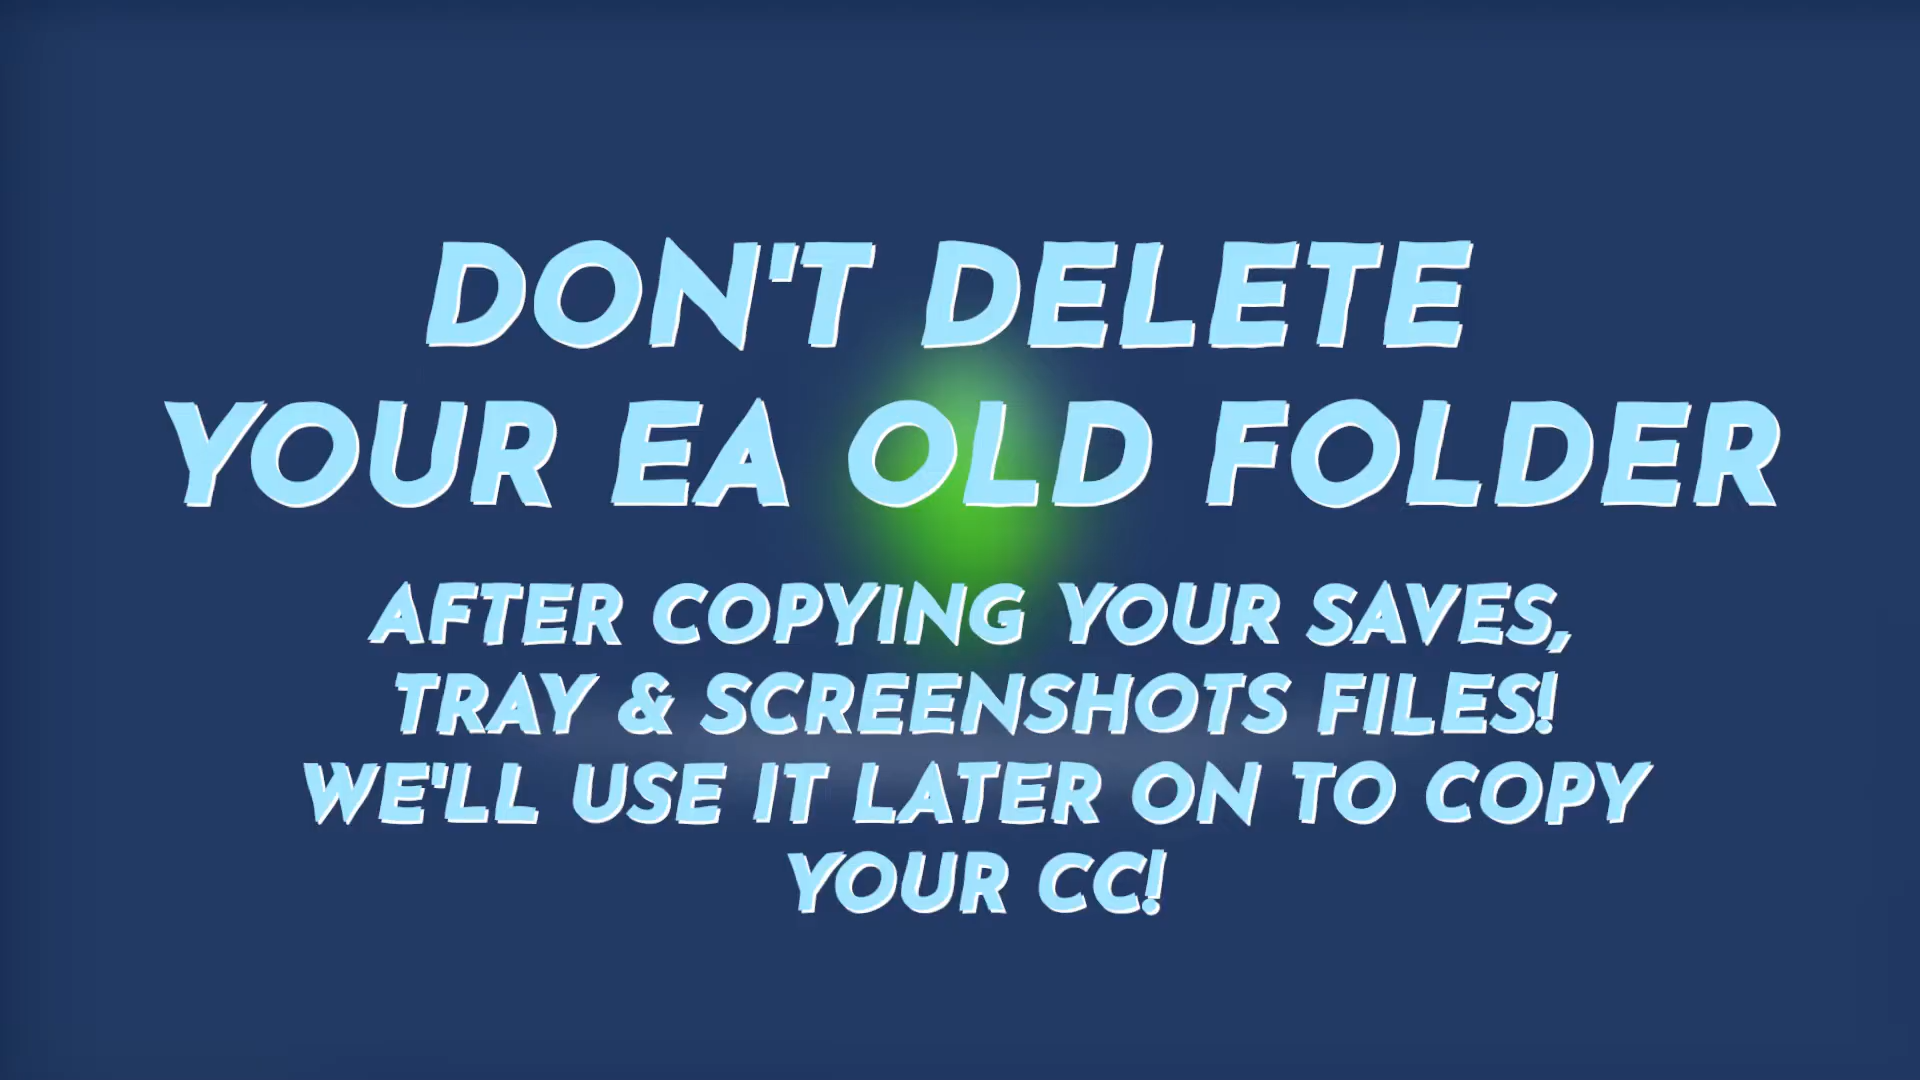 DON'T DELETE
YOUR EA OLD FOLDER
AFTER COPYING YOUR SAVES,
TRAY & SCREENSHOTS FILES!
WE'LL USE IT LATER ON TO COPY
YOUR CC!